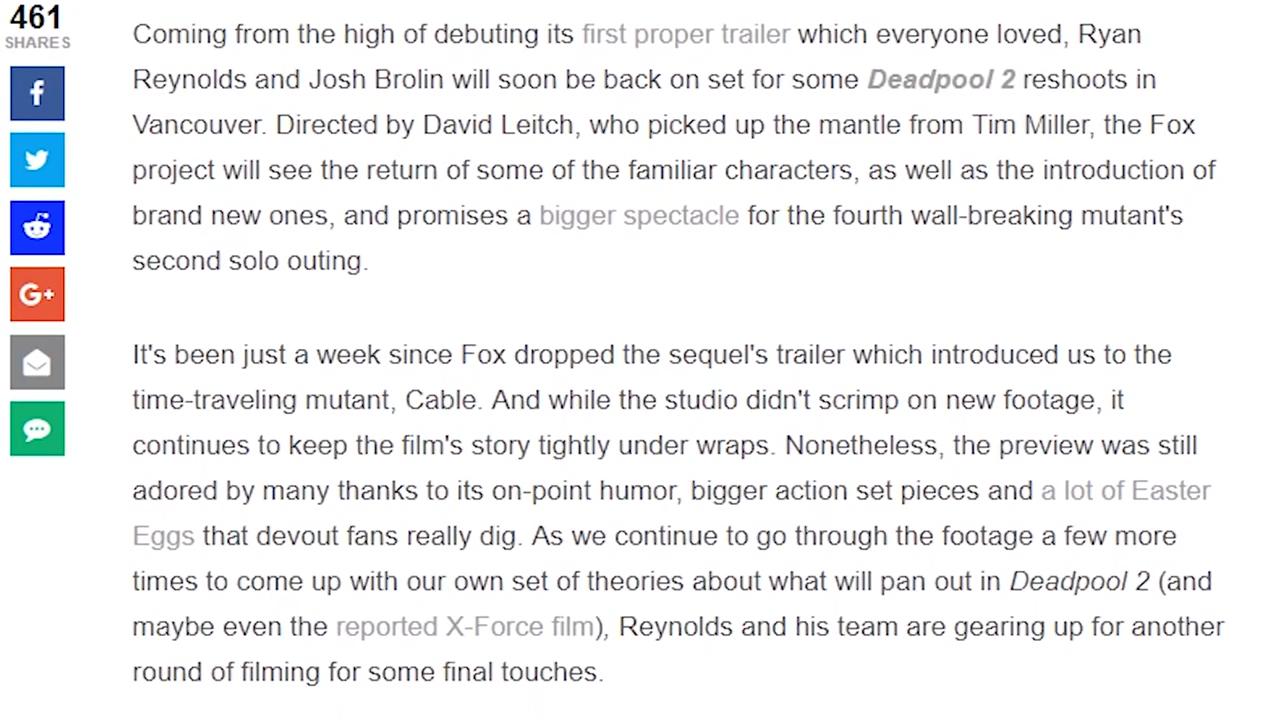 461
SHARES
Coming from the high of debuting its first proper trailer which everyone loved, Ryan
Reynolds and Josh Brolin will soon be back on set for some Deadpool 2 reshoots in
Vancouver. Directed by David Leitch, who picked up the mantle from Tim Miller, the Fox
project will see the return of some of the familiar characters, as well as the introduction of
brand new ones, and promises a bigger spectacle for the fourth wall-breaking mutant's
second solo outing.
It's been just a week since Fox dropped the sequel's trailer which introduced us to the
time-traveling mutant, Cable. And while the studio didn't scrimp on new footage, it
continues to keep the film's story tightly under wraps. Nonetheless, the preview was still
adored by many thanks to its on-point humor, bigger action set pieces and a lot of Easter
Eggs that devout fans really dig. As we continue to go through the footage a few more
times to come up with our own set of theories about what will pan out in Deadpool 2 (and
maybe even the reported X-Force film), Reynolds and his team are gearing up for another
round of filming for some final touches.